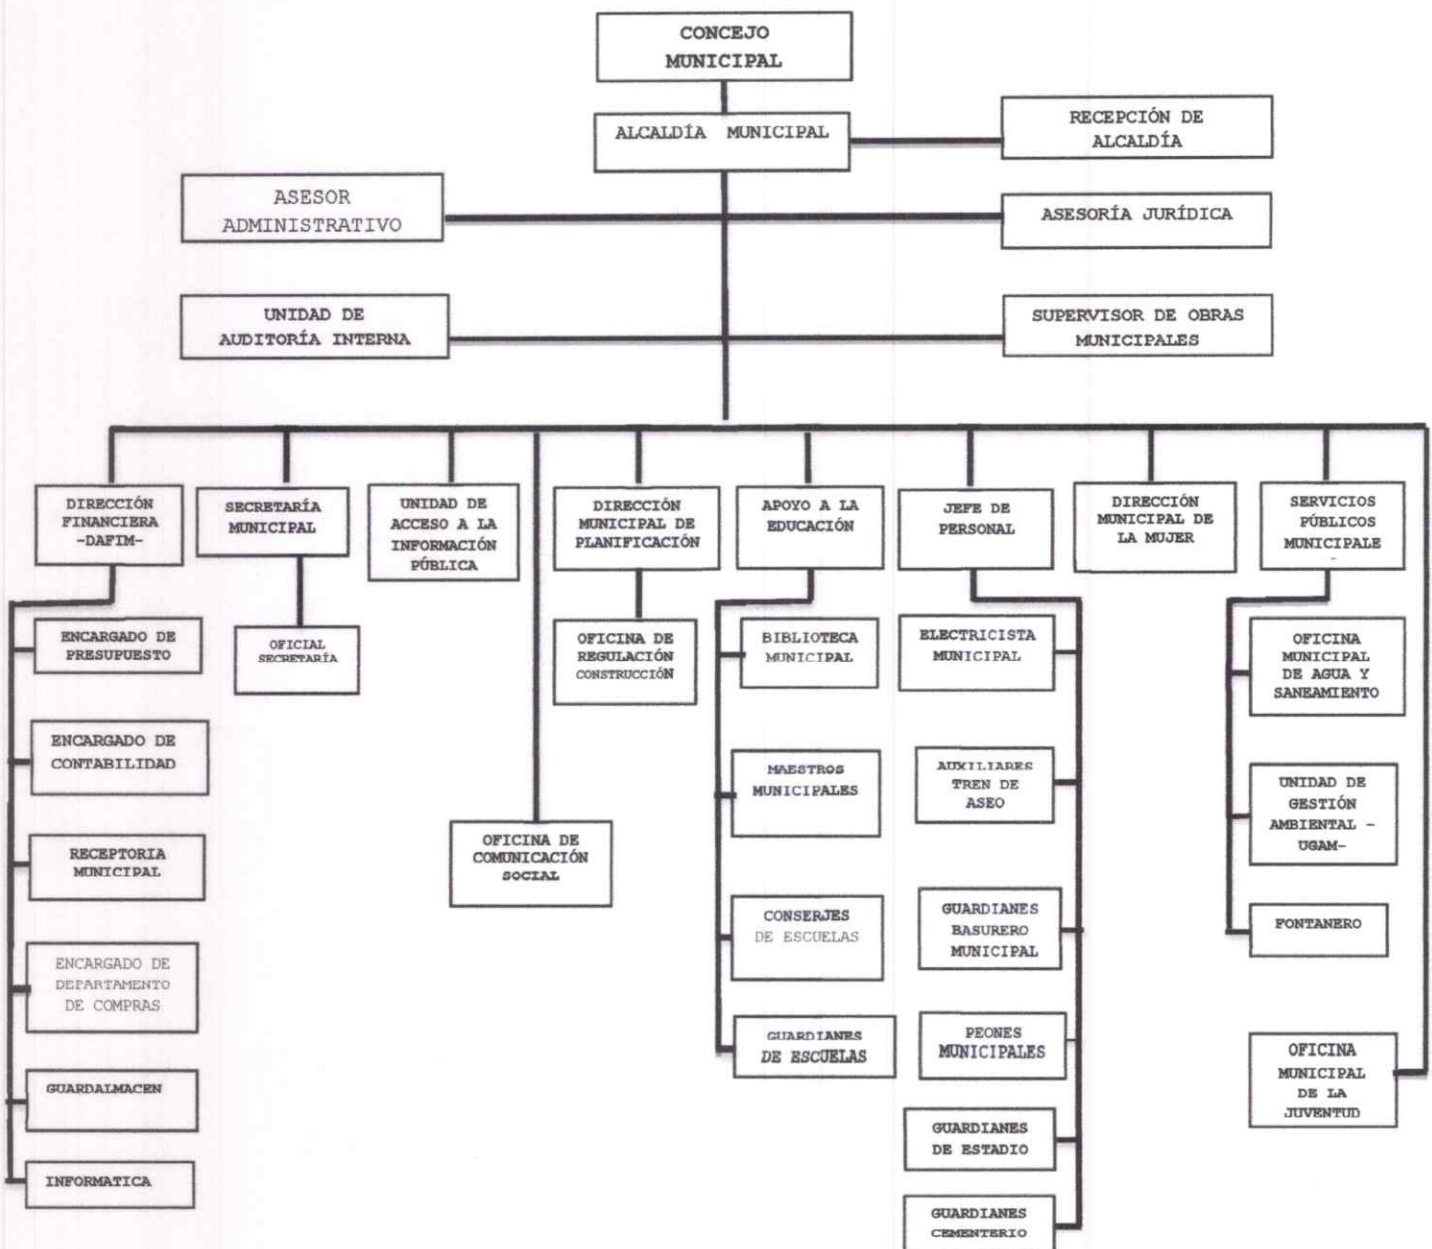 CONCEJO
MUNICIPAL
ALCALDÍA MUNICIPAL
RECEPCIÓN DE
ALCALDÍA
ASESOR
ADMINISTRATIVO
ASESORÍA JURÍDICA
UNIDAD DE
AUDITORÍA INTERNA
SUPERVISOR DE OBRAS
MUNICIPALES
DIRECCIÓN
FINANCIERA
-DAFIM-
SECRETARÍA
MUNICIPAL
UNIDAD DE
ACCESO A LA
INFORMACIÓN
PÚBLICA
DIRECCIÓN
MUNICIPAL DE
PLANIFICACIÓN
APOYO A LA
EDUCACIÓN
JEFE DE
PERSONAL
DIRECCIÓN
MUNICIPAL DE
LA MUJER
SERVICIOS
PÚBLICOS
MUNICIPALE
ENCARGADO DE
PRESUPUESTO
ENCARGADO DE
CONTABILIDAD
RECEPTORIA
MUNICIPAL
ENCARGADO DE
DEPARTAMENTO
DE COMPRAS
GUARDALMACEN
INFORMATICA
OFICIAL
SECRETARÍA
OFICINA DE
COMUNICACIÓN
SOCIAL
OFICINA DE
REGULACIÓN
CONSTRUCCIÓN
BIBLIOTECA
MUNICIPAL
MAESTROS
MUNICIPALES
CONSERJES
DE ESCUELAS
GUARDIANES
DE ESCUELAS
ELECTRICISTA
MUNICIPAL
AUXILIARES
TREN DE
ASEO
GUARDIANES
BASURERO
MUNICIPAL
PEONES
MUNICIPALES
GUARDIANES
DE ESTADIO
GUARDIANES
CEMENTERIO
OFICINA
MUNICIPAL
DE AGUA Y
SANEAMIENTO
UNIDAD DE
GESTIÓN
AMBIENTAL -
UGAM-
FONTANERO
OFICINA
MUNICIPAL
DE LA
JUVENTUD